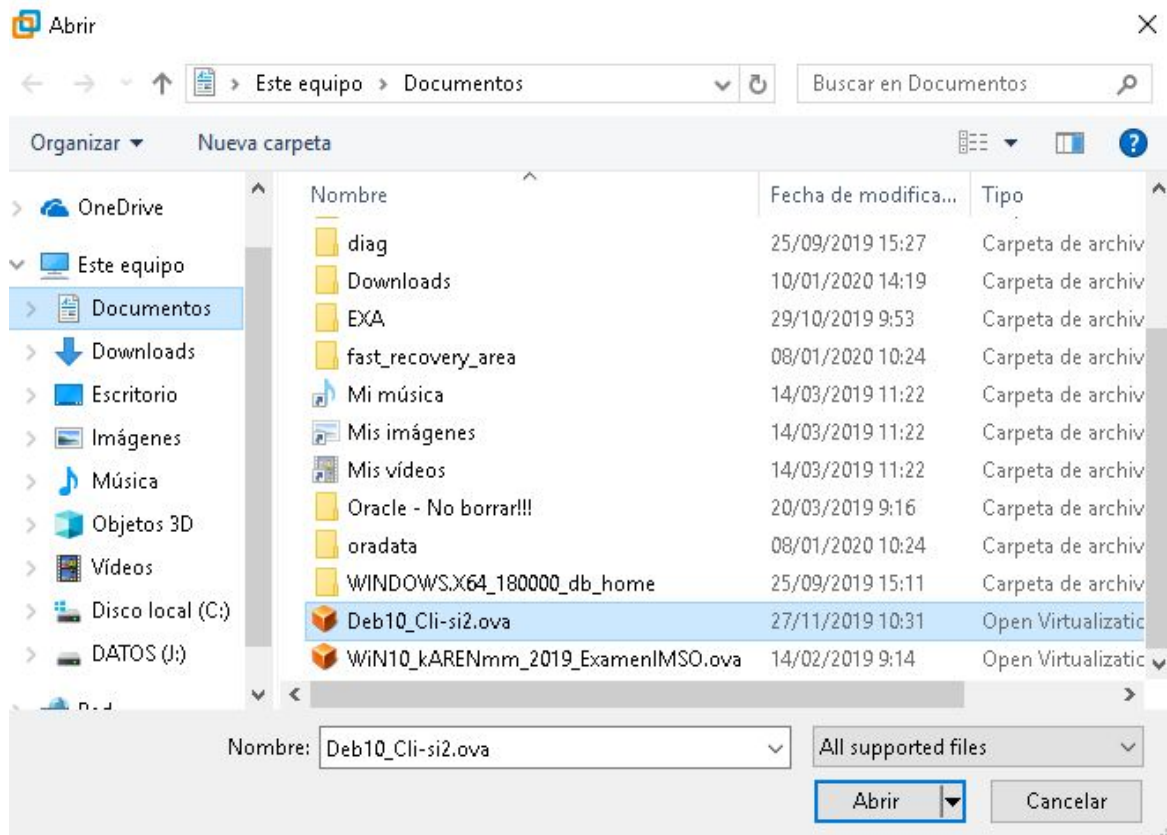 Abrir
Este equipo > Documentos
Buscar en Documentos
Organizar
Nueva carpeta
OneDrive
Este equipo
Documentos
Downloads
Escritorio
Imágenes
Música
Objetos 3D
Vídeos
Disco local (C:)
DATOS (J:)
Nombre Fecha de modifica... Tipo
diag 25/09/2019 15:27 Carpeta de archiv
Downloads 10/01/2020 14:19 Carpeta de archiv
EXA 29/10/2019 9:53 Carpeta de archiv
fast_recovery_area 08/01/2020 10:24 Carpeta de archiv
Mi música 14/03/2019 11:22 Carpeta de archiv
Mis imágenes 14/03/2019 11:22 Carpeta de archiv
Mis vídeos 14/03/2019 11:22 Carpeta de archiv
Oracle - No borrar!!! 20/03/2019 9:16 Carpeta de archiv
oradata 08/01/2020 10:24 Carpeta de archiv
WINDOWS.X64_180000_db_home 25/09/2019 15:11 Carpeta de archiv
Deb10_Cli-si2.ova 27/11/2019 10:31 Open Virtualizatic
WiN10_kARENmm_2019_ExamenIMSO.ova 14/02/2019 9:14 Open Virtualizatic
Nombre: Deb10_Cli-si2.ova
All supported files
Abrir
Cancelar